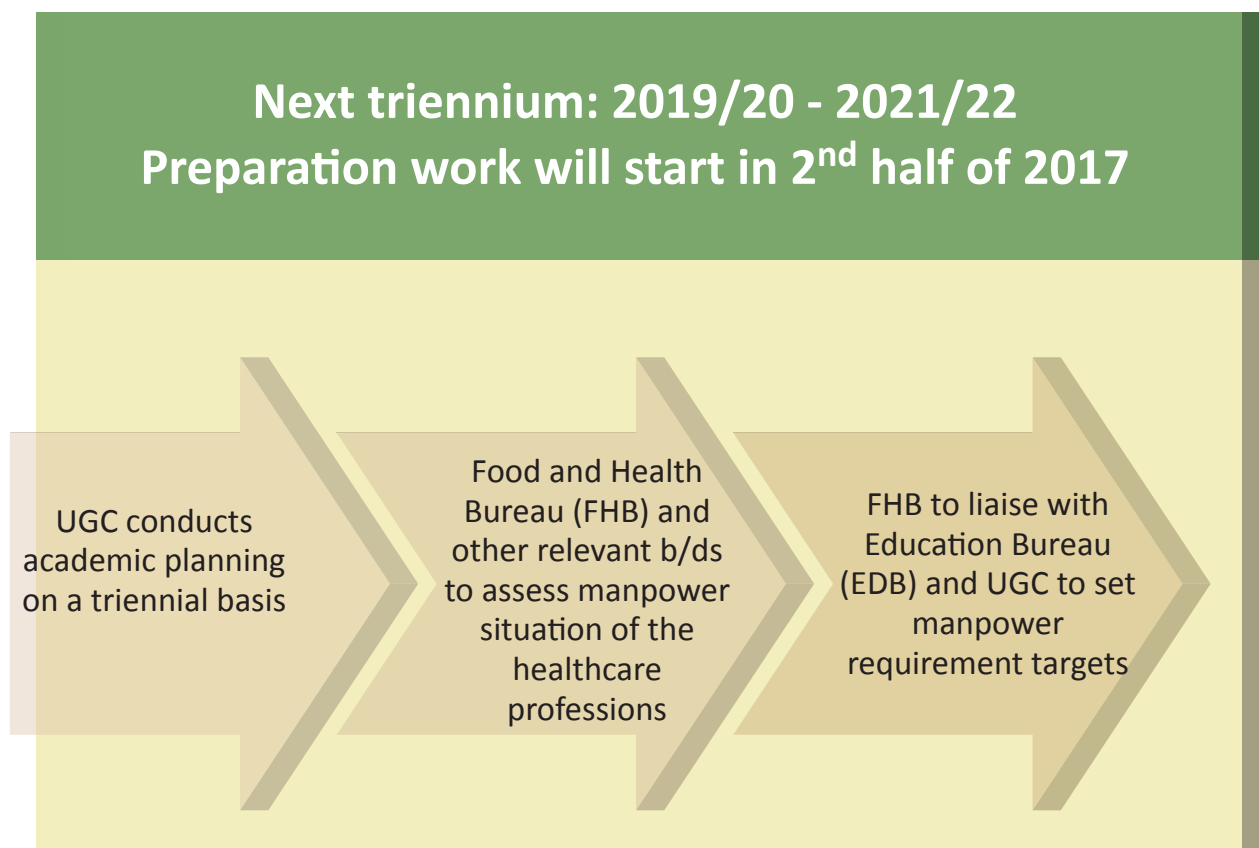 Next triennium: 2019/20 - 2021/22
Preparation work will start in 2nd half of 2017
UGC conducts
academic planning
on a triennial basis
Food and Health
Bureau (FHB) and
other relevant b/ds
to assess manpower
situation of the
healthcare
professions
FHB to liaise with
Education Bureau
(EDB) and UGC to set
manpower
requirement targets